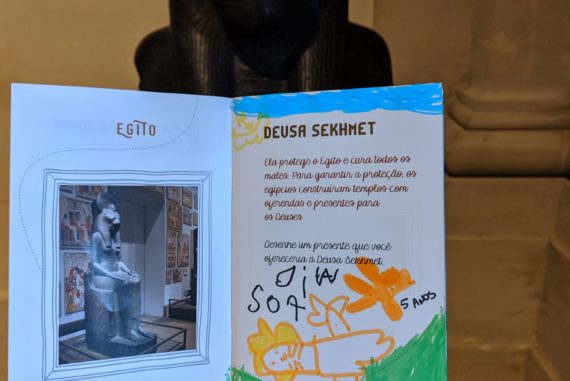 EGITO
DEUSA SEKHMET
Ela protege o Egito e cura todos os
males. Para garantir a proteção, os
egípcios construíram templos com
oferendas e presentes para
os Deuses.
Desenhe um presente que você
ofereceria à Deusa Sekhmet.
SOA
5 ANOS